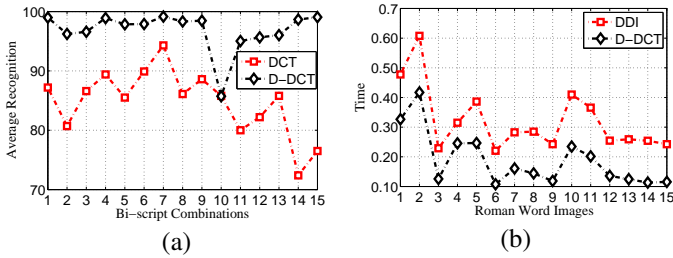 Average Recognition
100
90
80
70
DCT
D−DCT
1 2 3 4 5 6 7 8 9 10 11 12 13 14 15
Bi−script Combinations
(a)
Time
0.7
0.60
0.50
0.40
0.30
0.20
0.10
DDI
D−DCT
1 2 3 4 5 6 7 8 9 10 11 12 13 14 15
Roman Word Images
(b)